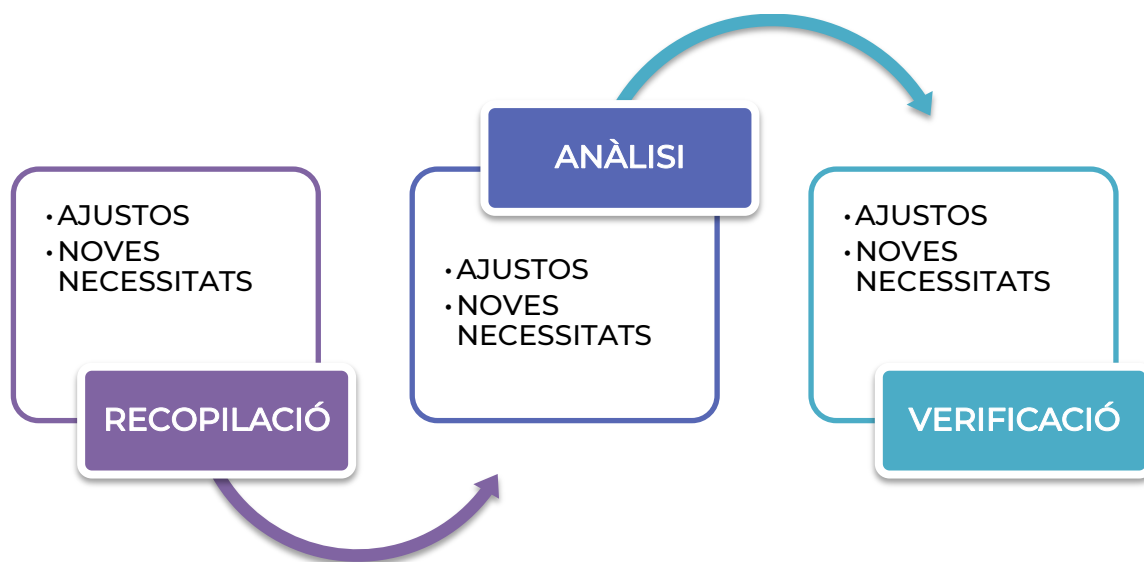 · AJUSTOS
· NOVES
NECESSITATS
RECOPILACIÓ
ANÀLISI
· AJUSTOS
· NOVES
NECESSITATS
· AJUSTOS
· NOVES
NECESSITATS
VERIFICACIÓ